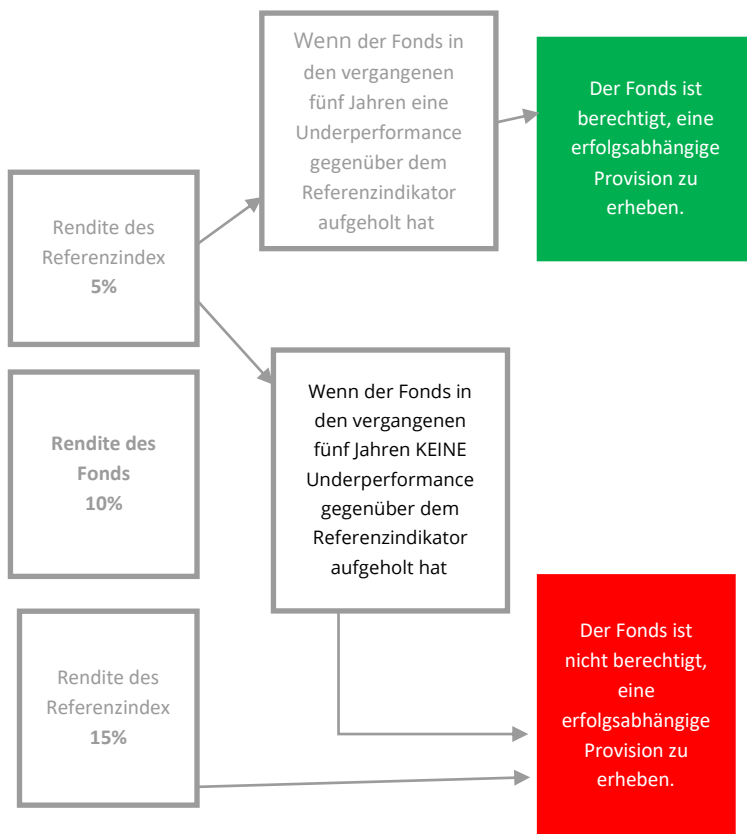 Wenn der Fonds in
den vergangenen
fünf Jahren eine
Underperformance
gegenüber dem
Referenzindikator
aufgeholt hat
Der Fonds ist
berechtigt, eine
erfolgsabhängige
Provision zu
erheben.
Rendite des
Referenzindex
5%
Wenn der Fonds in
den vergangenen
fünf Jahren KEINE
Underperformance
gegenüber dem
Referenzindikator
aufgeholt hat
Rendite des
Fonds
10%
Der Fonds ist
nicht berechtigt,
eine
erfolgsabhängige
Provision zu
erheben.
Rendite des
Referenzindex
15%